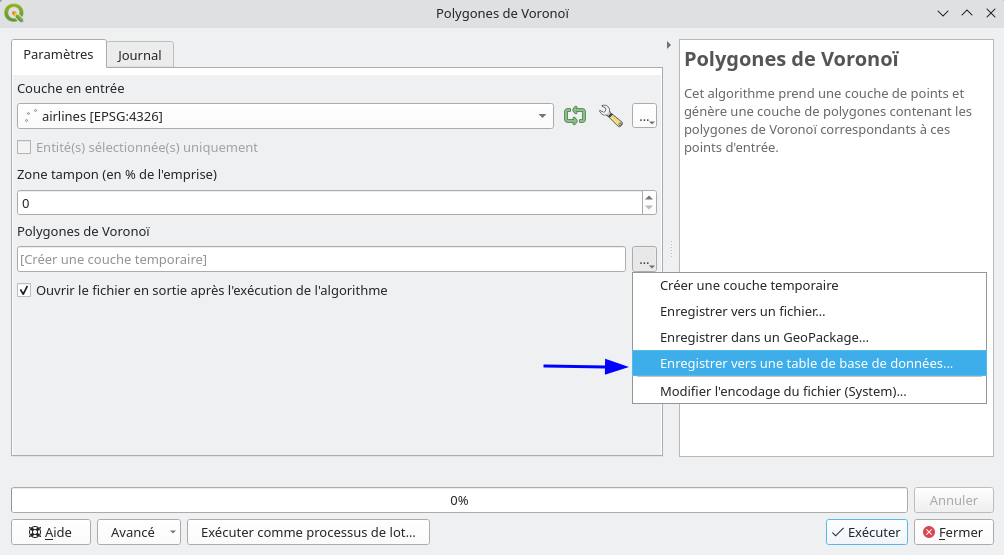 Polygones de Voronoï
Paramètres
Journal
Couche en entrée
airlines [EPSG:4326]
...
Entité(s) sélectionnée(s) uniquement
Zone tampon (en % de l'emprise)
0
Polygones de Voronoï
[Créer une couche temporaire]
...
Ouvrir le fichier en sortie après l'exécution de l'algorithme
Créer une couche temporaire
Enregistrer vers un fichier...
Enregistrer dans un GeoPackage...
Enregistrer vers une table de base de données...
Modifier l'encodage du fichier (System)...
Polygones de Voronoï
Cet algorithme prend une couche de points et
génère une couche de polygones contenant les
polygones de Voronoï correspondants à ces
points d'entrée.
0%
Annuler
Aide
Avancé
Exécuter comme processus de lot...
Exécuter
Fermer